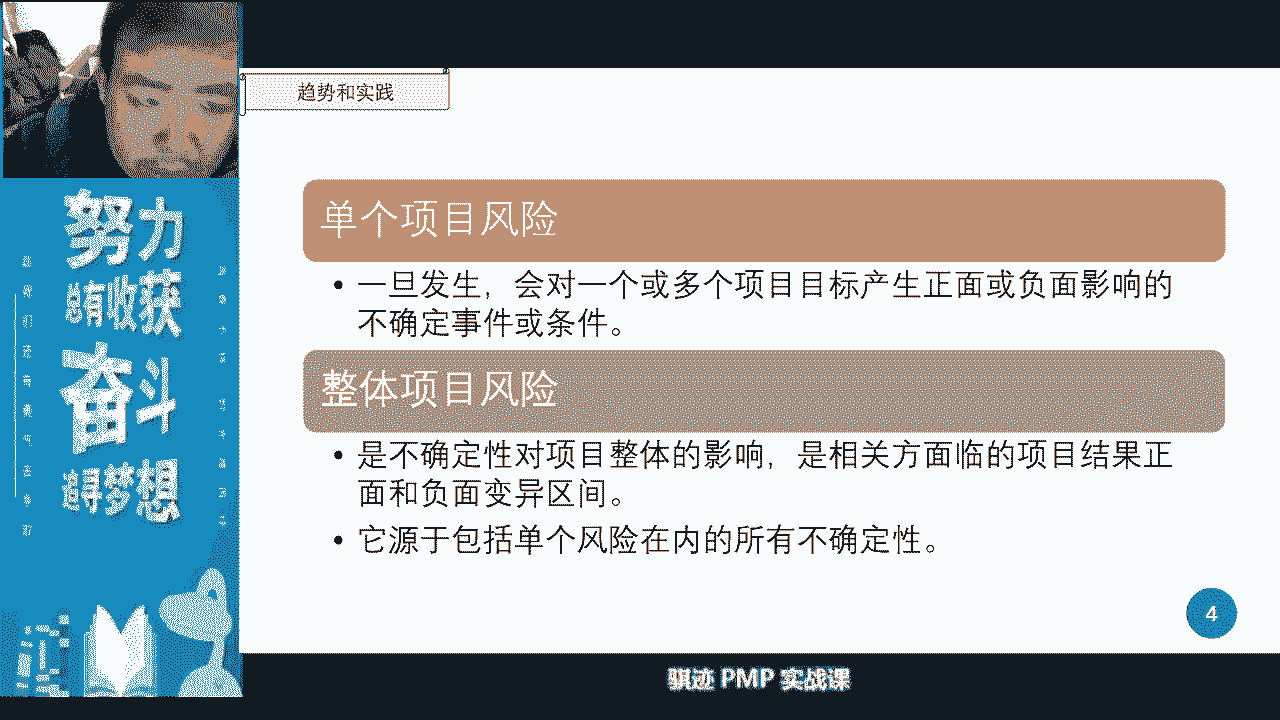 趋势和实践
努力
总有收获
奋斗
追寻梦想
单个项目风险
• 一旦发生，会对一个或多个项目目标产生正面或负面影响的
不确定事件或条件。
整体项目风险
• 是不确定性对项目整体的影响，是相关方面临的项目结果正
面和负面变异区间。
• 它源于包括单个风险在内的所有不确定性。
4
骐迹 PMP 实战课